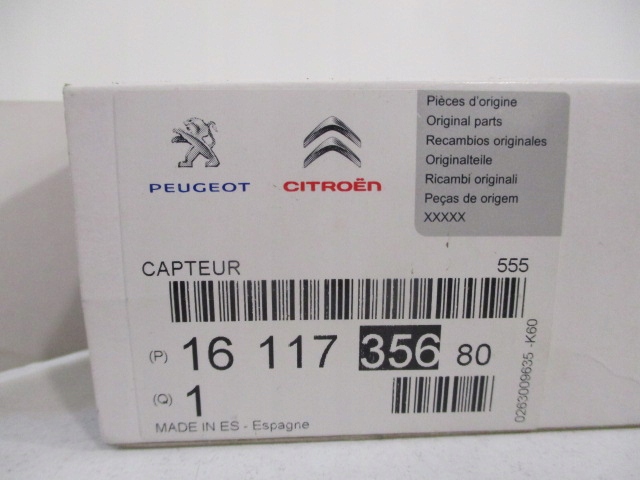 PEUGEOT
CITROËN
Pièces d'origine
Original parts
Recambios originales
Originalteile
Ricambi originali
Peças de origem
XXXXX
CAPTEUR 555
(P) 16 117 356 80
(Q) 1
MADE IN ES - Espagne
0263009635 -K60